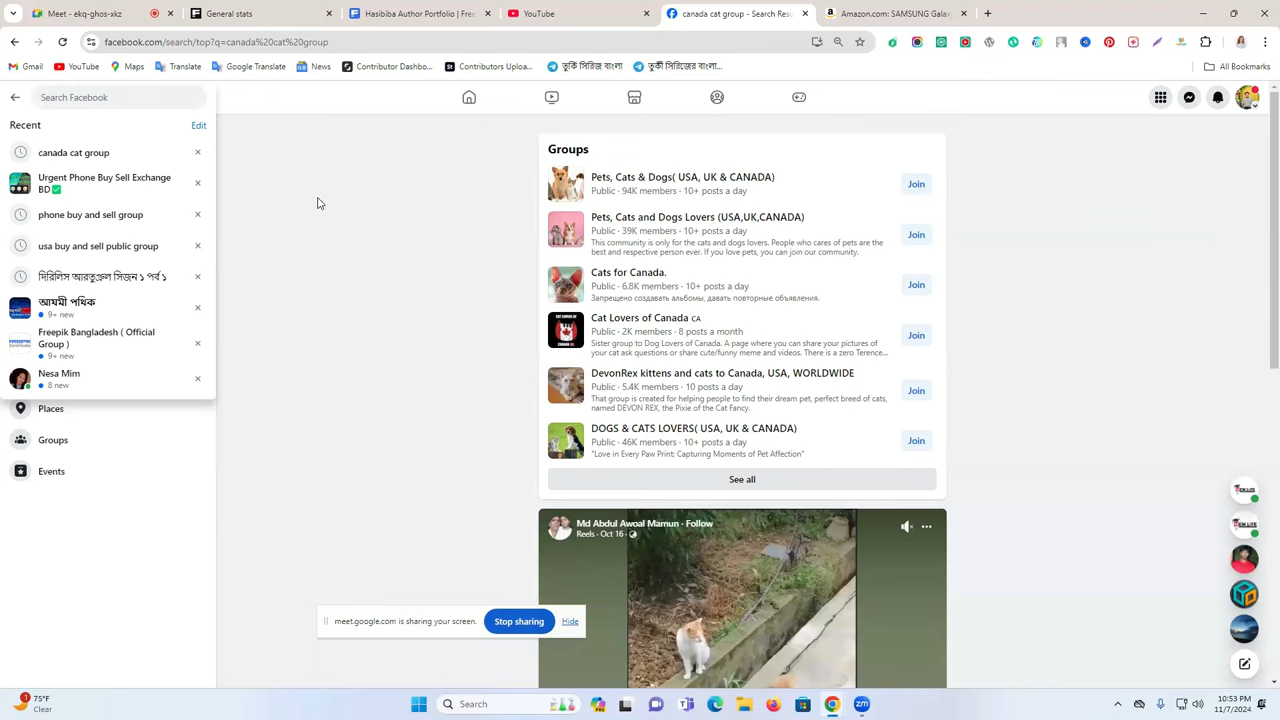 Meet - ekq-ghos-xkz
General stats
Hasibiba Author Portfolio | Free
YouTube
canada cat group - Search Resu
Amazon.com: SAMSUNG Galax
facebook.com/search/top?q=canada%20cat%20group
Gmail
YouTube
Maps
Translate
Google Translate
News
Contributor Dashbo...
Contributors Uploa...
তুর্কি সিরিজ বাংলা
তুর্কী সিরিজের বাংলা...
All Bookmarks
Search Facebook
Recent
Edit
canada cat group
Urgent Phone Buy Sell Exchange
BD✅
phone buy and sell group
usa buy and sell public group
দিরিলিস আরতুগ্রুল সিজন ১ পর্ব ১
আযমী পথিক
9+ new
Freepik Bangladesh ( Official
Group )
9+ new
Nesa Mim
8 new
Places
Groups
Events
Groups
Pets, Cats & Dogs( USA, UK & CANADA)
Public · 94K members · 10+ posts a day
Join
Pets, Cats and Dogs Lovers (USA,UK,CANADA)
Public · 39K members · 10+ posts a day
This community is only for the cats and dogs lovers. People who cares of pets are the
best and respective person ever. If you love pets, you can join our community.
Join
Cats for Canada.
Public · 6.8K members · 10+ posts a day
Запрещено создавать альбомы, давать повторные объявления.
Join
Cat Lovers of Canada CA
Public · 2K members · 8 posts a month
Sister group to Dog Lovers of Canada. A page where you can share your pictures of
your cat ask questions or share cute/funny meme and videos. There is a zero Terence...
Join
DevonRex kittens and cats to Canada, USA, WORLDWIDE
Public · 5.4K members · 10 posts a day
That group is created for helping people to find their dream pet, perfect breed of cats,
named DEVON REX, the Pixie of the Cat Fancy.
Join
DOGS & CATS LOVERS( USA, UK & CANADA)
Public · 46K members · 10+ posts a day
"Love in Every Paw Print: Capturing Moments of Pet Affection"
Join
See all
Md Abdul Awoal Mamun · Follow
Reels · Oct 16 ·
meet.google.com is sharing your screen.
Stop sharing
Hide
1
75°F
Clear
Search
10:53 PM
11/7/2024